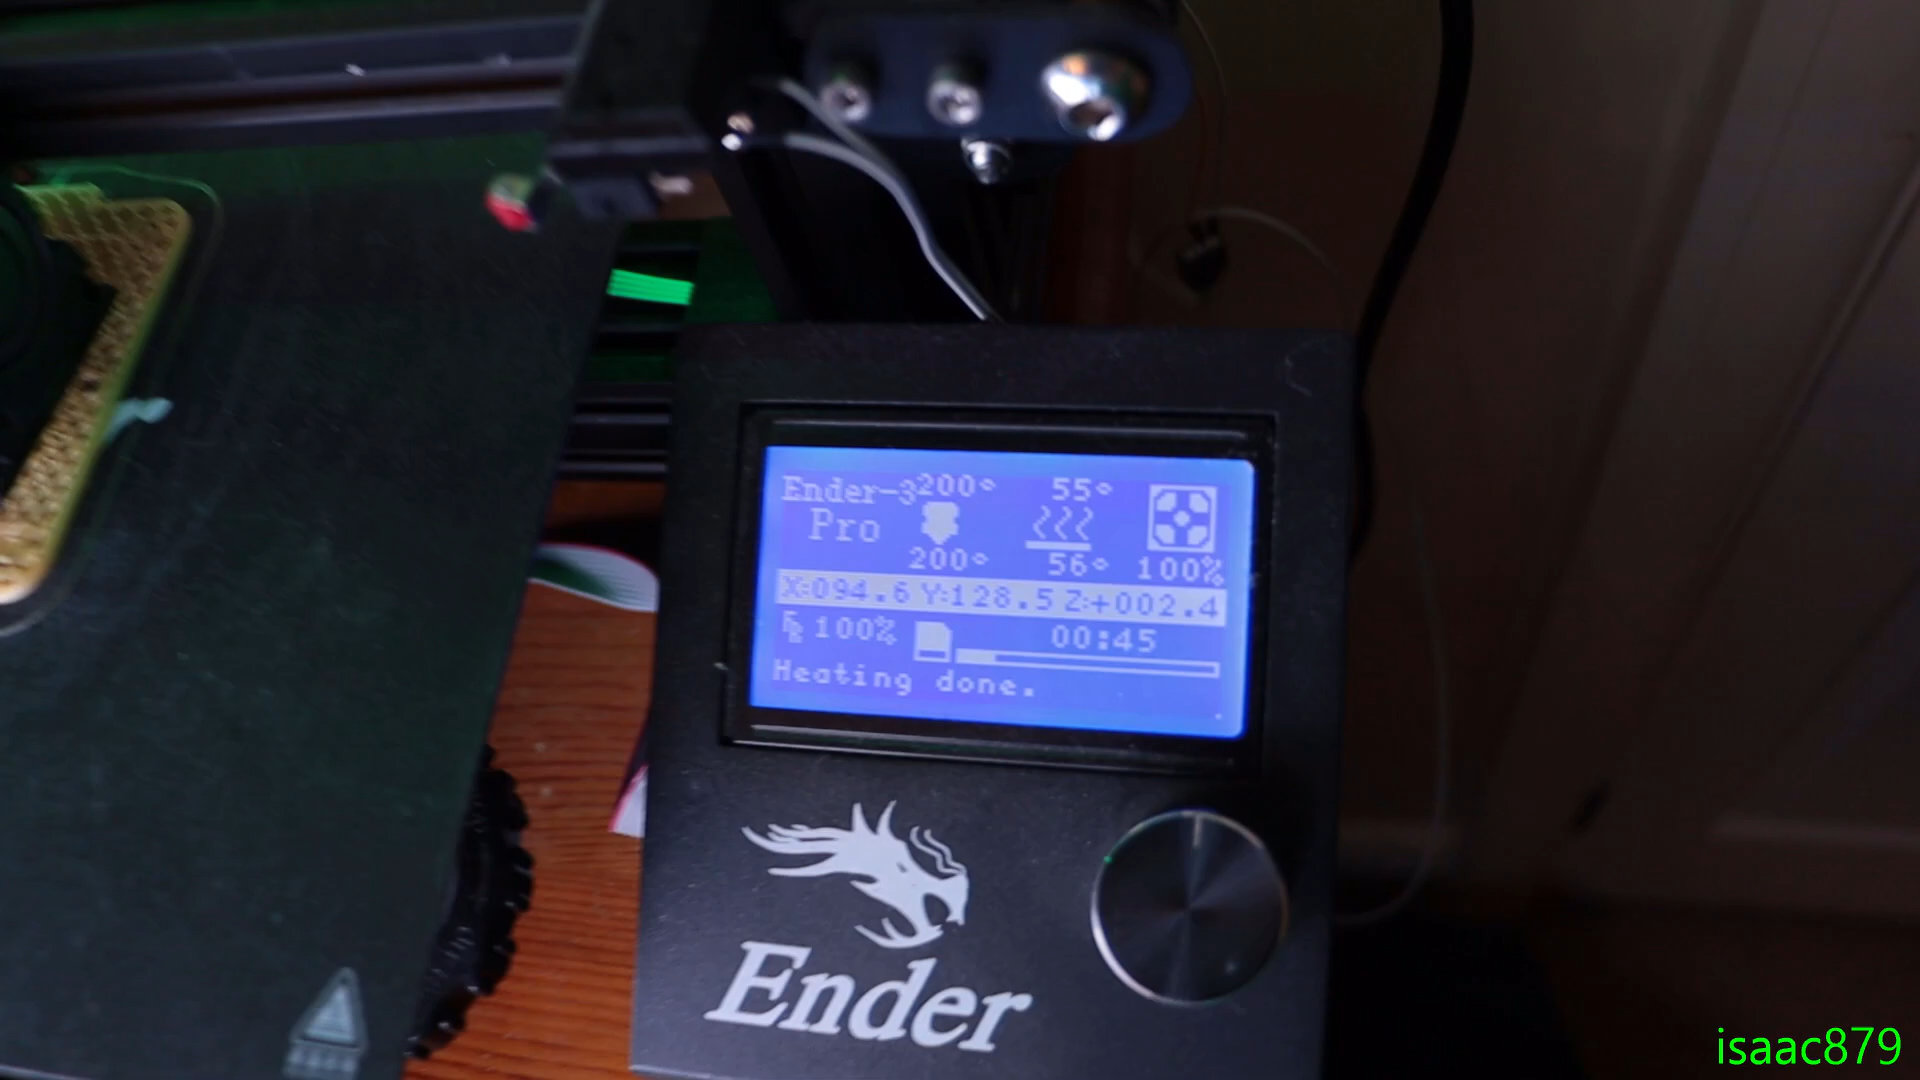 Ender-3 200° 55°
Pro
200° 56° 100%
X:094.6 Y:128.5 Z:+002.4
FR 100% 00:45
Heating done.
Ender
isaac879